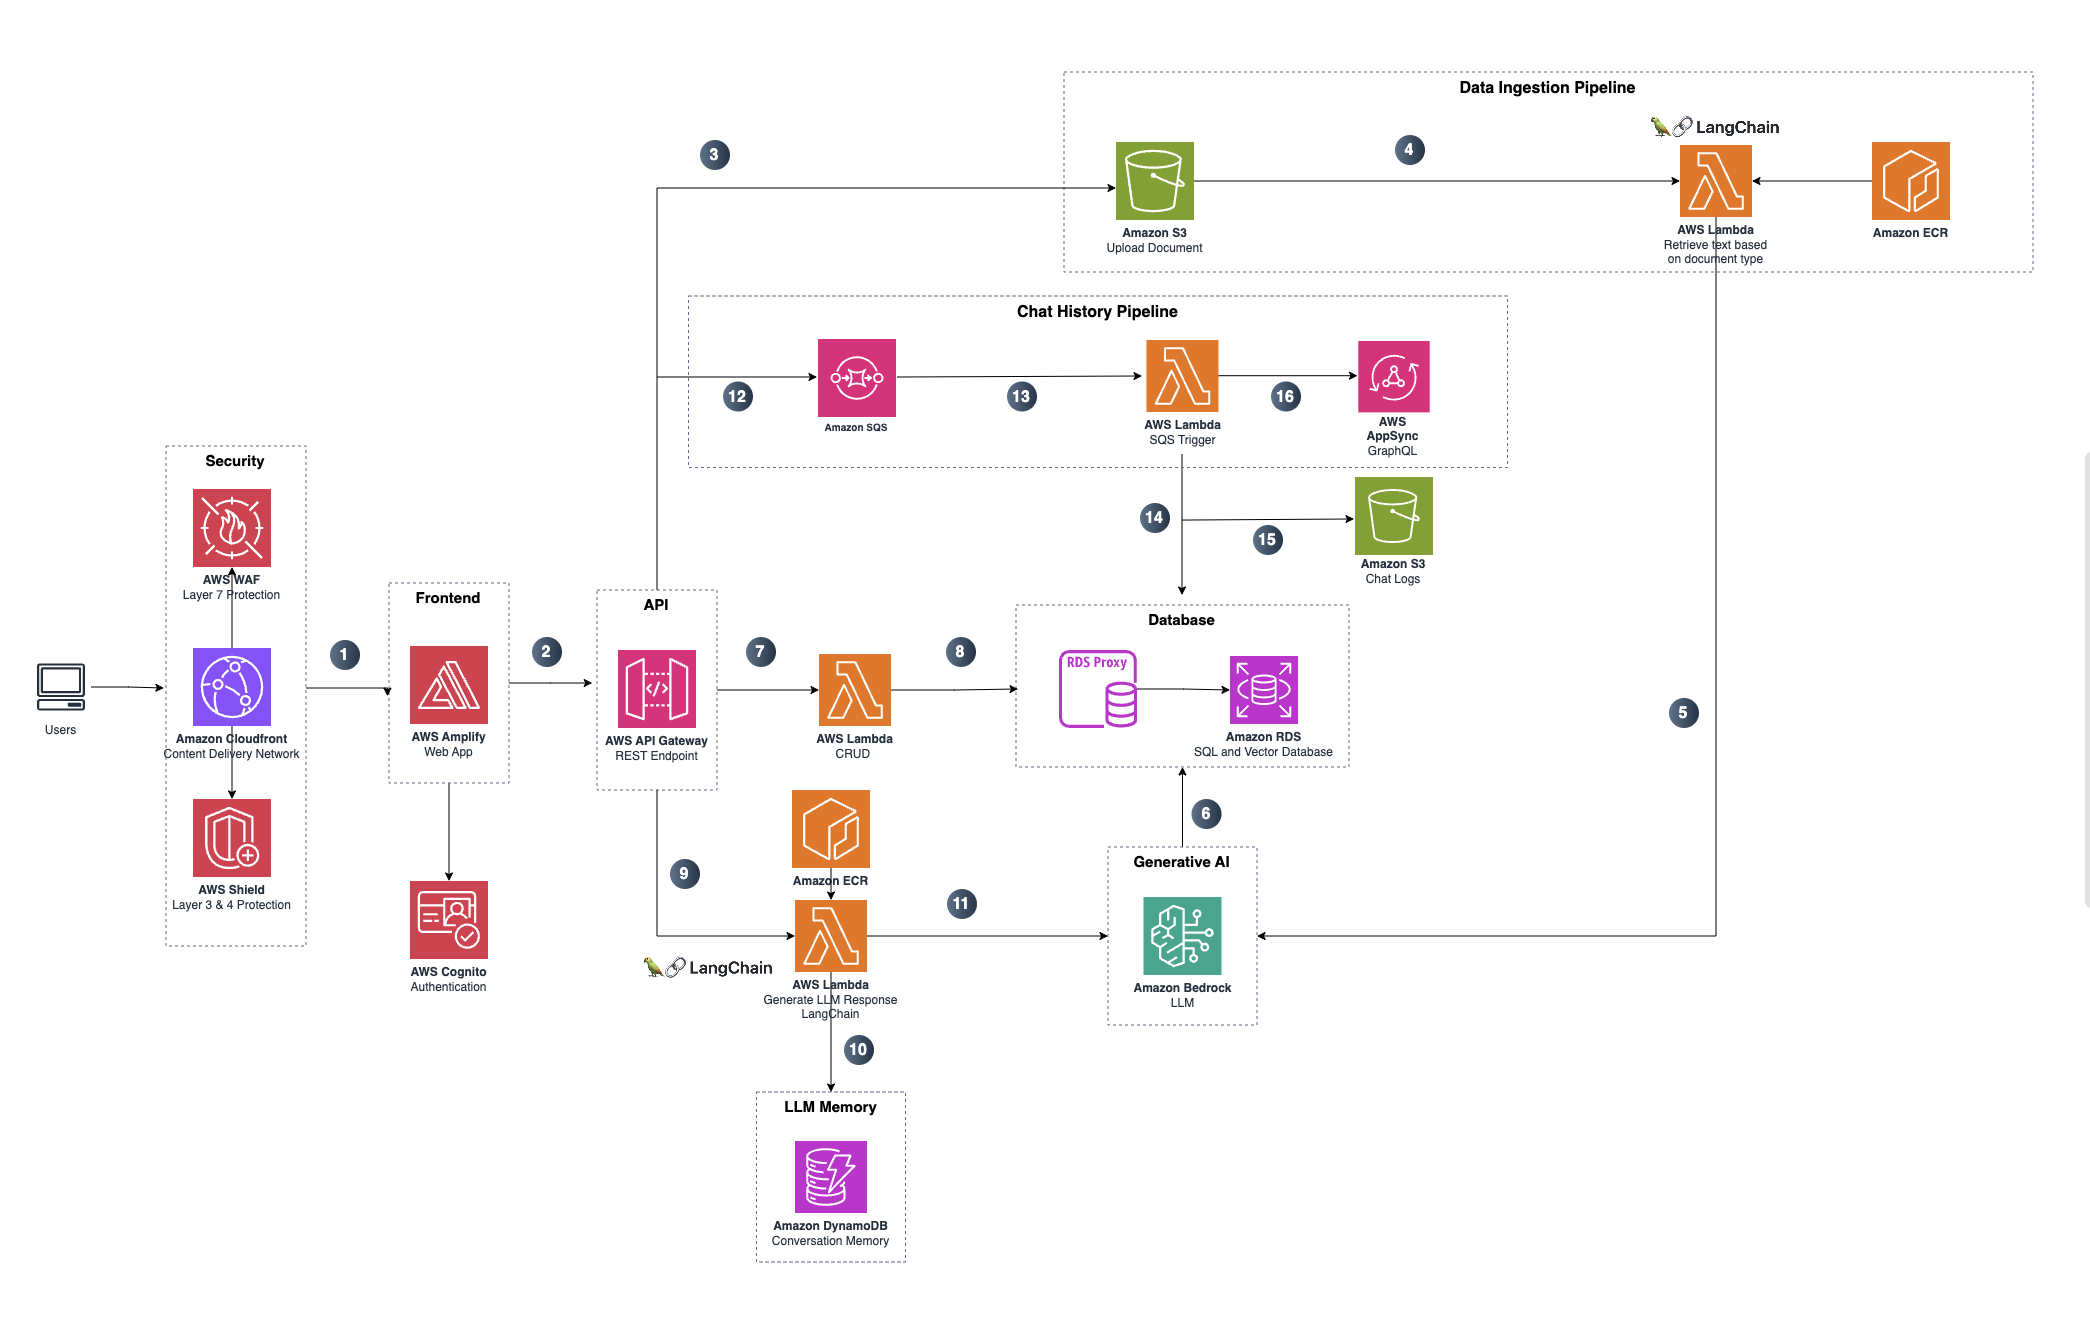 Data Ingestion Pipeline
LangChain
3
4
Amazon S3
Upload Document
AWS Lambda
Retrieve text based
on document type
Amazon ECR
Chat History Pipeline
12
Amazon SQS
13
AWS Lambda
SQS Trigger
16
AWS
AppSync
GraphQL
Security
AWS WAF
Layer 7 Protection
14
15
Amazon S3
Chat Logs
Frontend
API
Database
1
2
7
8
RDS Proxy
5
Users
Amazon Cloudfront
Content Delivery Network
AWS Amplify
Web App
AWS API Gateway
REST Endpoint
AWS Lambda
CRUD
Amazon RDS
SQL and Vector Database
6
AWS Shield
Layer 3 & 4 Protection
9
Amazon ECR
11
Generative AI
AWS Cognito
Authentication
LangChain
AWS Lambda
Generate LLM Response
LangChain
Amazon Bedrock
LLM
10
LLM Memory
Amazon DynamoDB
Conversation Memory